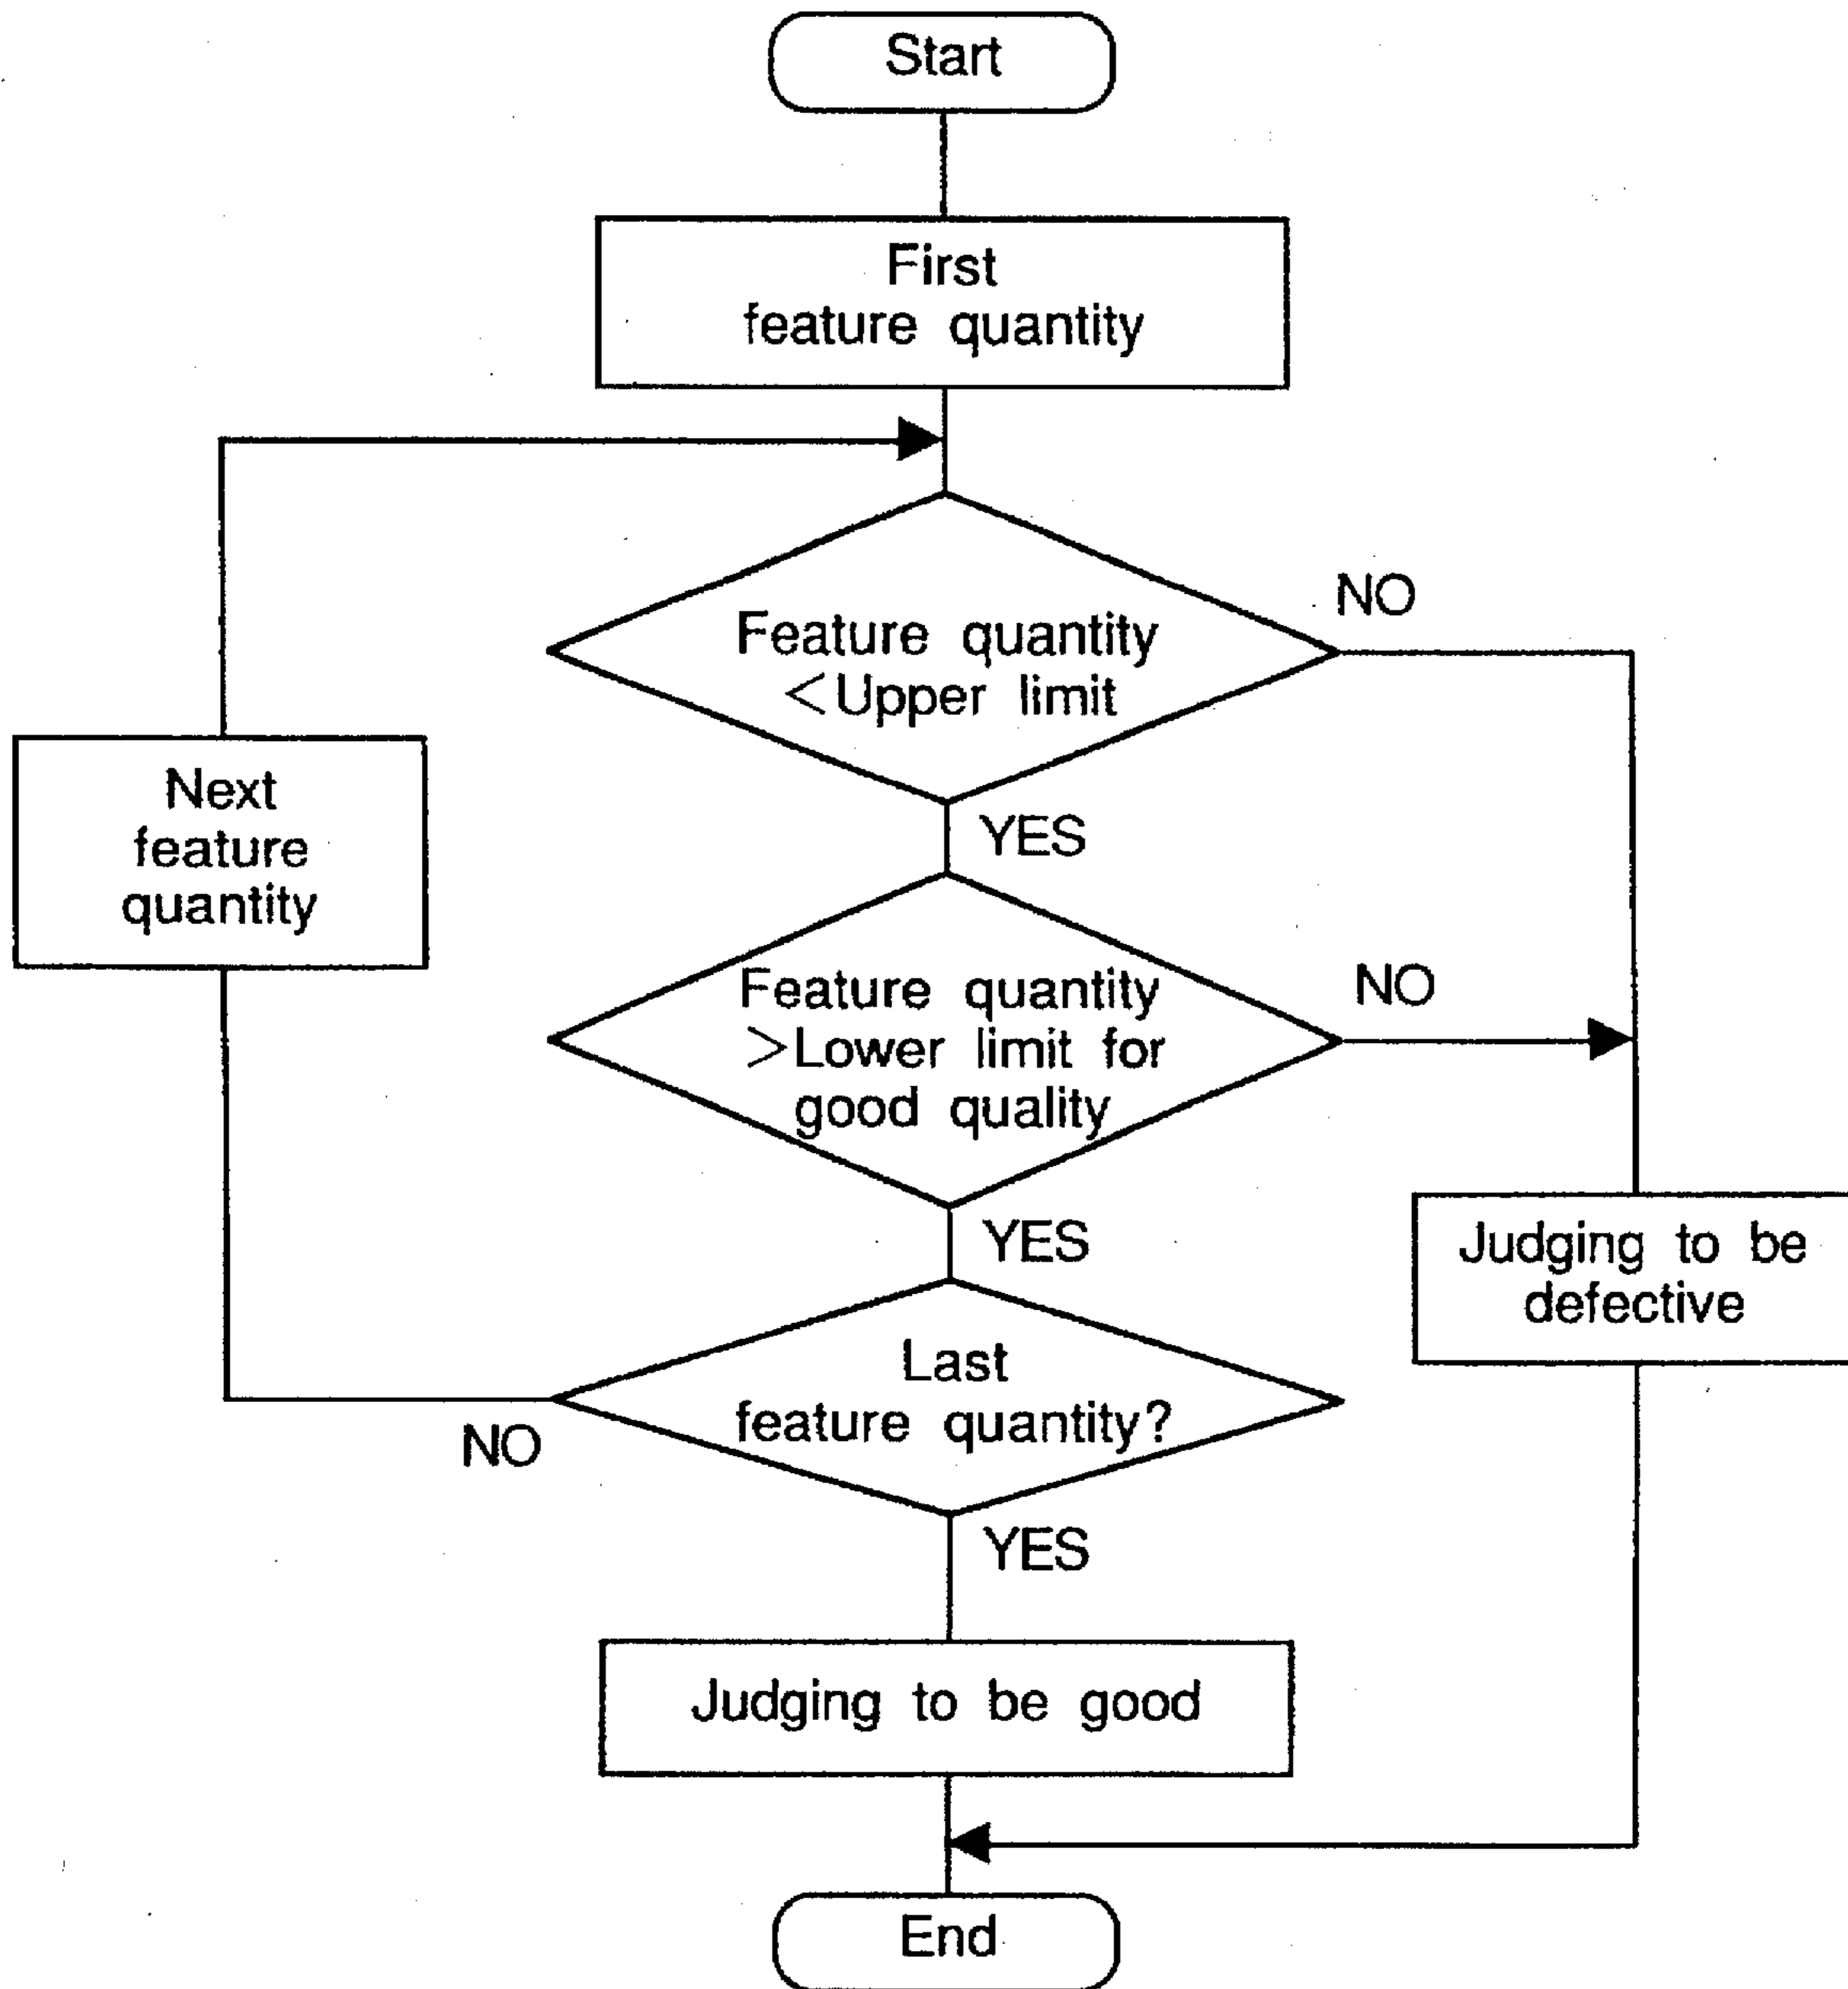 Start
First
feature quantity
NO
Feature quantity
<Upper limit
Next
feature
quantity
YES
Feature quantity
>Lower limit for
good quality
NO
YES
Judging to be
defective
Last
feature quantity?
NO
YES
Judging to be good
End